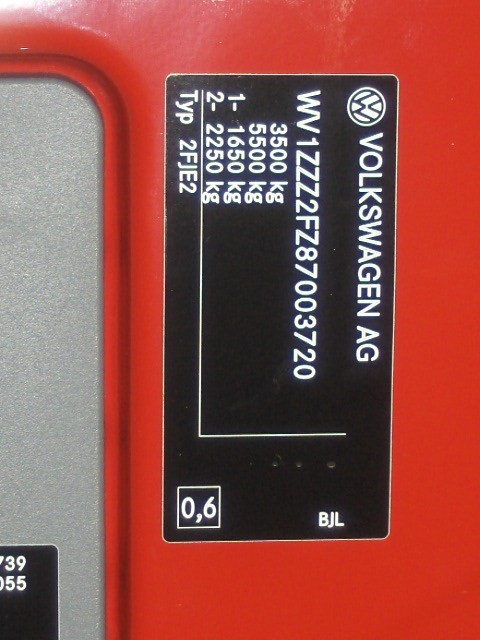 VOLKSWAGEN AG
WV1ZZZ2FZ87003720
3500 kg
5500 kg
1- 1650 kg
2- 2250 kg
Typ 2FJE2
0,6
BJL
739
055